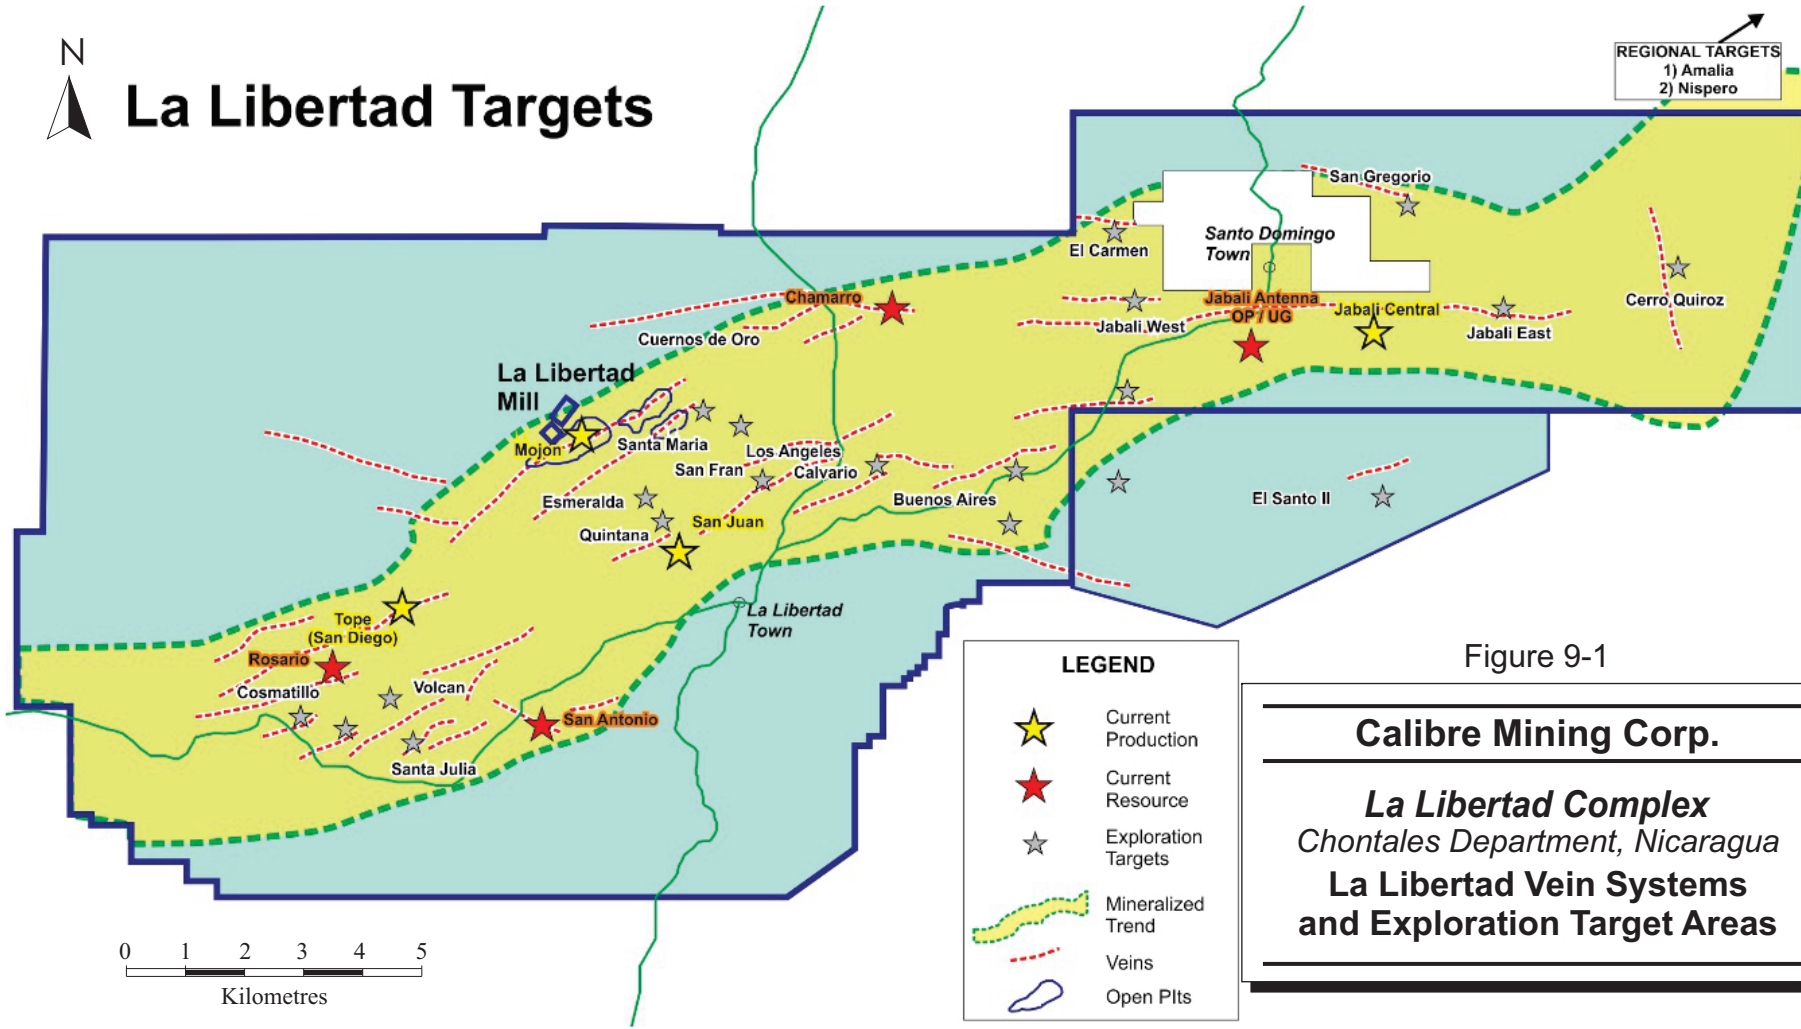 N
La Libertad Targets
REGIONAL TARGETS
1) Amalia
2) Nispero
San Gregorio
Santo Domingo
Town
El Carmen
Chamarro
Jabali Antenna
OP / UG
Jabali Central
Cerro Quiroz
Jabali West
Jabali East
Cuernos de Oro
La Libertad
Mill
Mojon
Santa Maria
Los Angeles
San Fran
Calvario
Esmeralda
Buenos Aires
El Santo II
San Juan
Quintana
La Libertad
Town
Tope
(San Diego)
Rosario
Cosmatillo
Volcan
San Antonio
Santa Julia
0 1 2 3 4 5
Kilometres
LEGEND
Current
Production
Current
Resource
Exploration
Targets
Mineralized
Trend
Veins
Open PIts
Figure 9-1
Calibre Mining Corp.
La Libertad Complex
Chontales Department, Nicaragua
La Libertad Vein Systems
and Exploration Target Areas